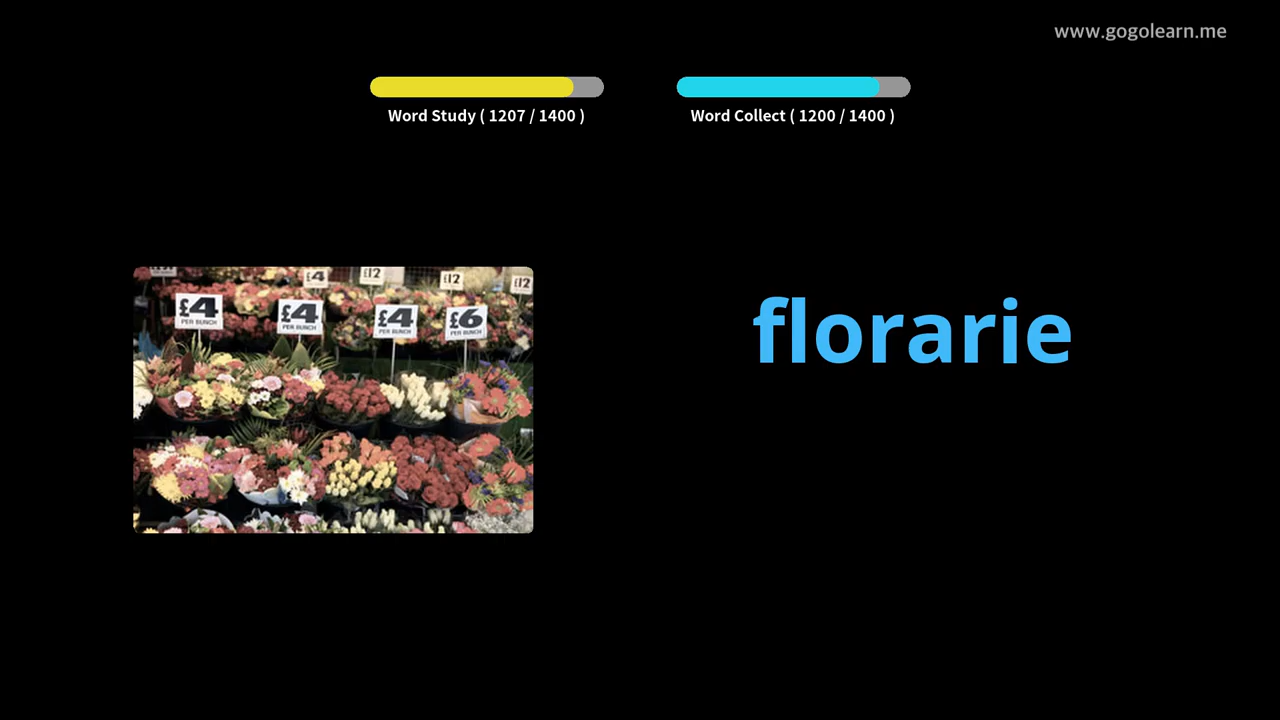 www.gogolearn.me
Word Study ( 1207 / 1400 )
Word Collect ( 1200 / 1400 )
£4
£12
£12
£12
£4
PER BUNCH
£4
PER BUNCH
£4
PER BUNCH
£6
PER BUNCH
florarie